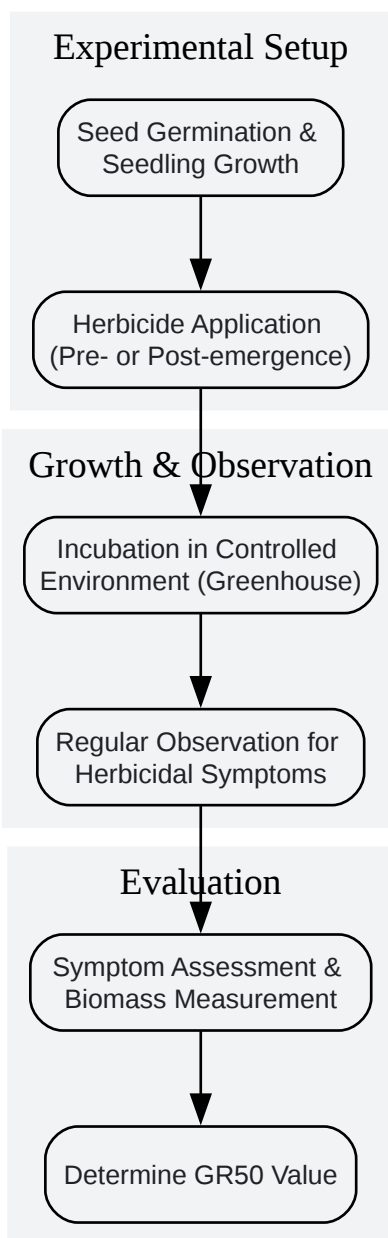 Experimental Setup
Seed Germination &
Seedling Growth
Herbicide Application
(Pre- or Post-emergence)
Growth & Observation
Incubation in Controlled
Environment (Greenhouse)
Regular Observation for
Herbicidal Symptoms
Evaluation
Symptom Assessment &
Biomass Measurement
Determine GR50 Value